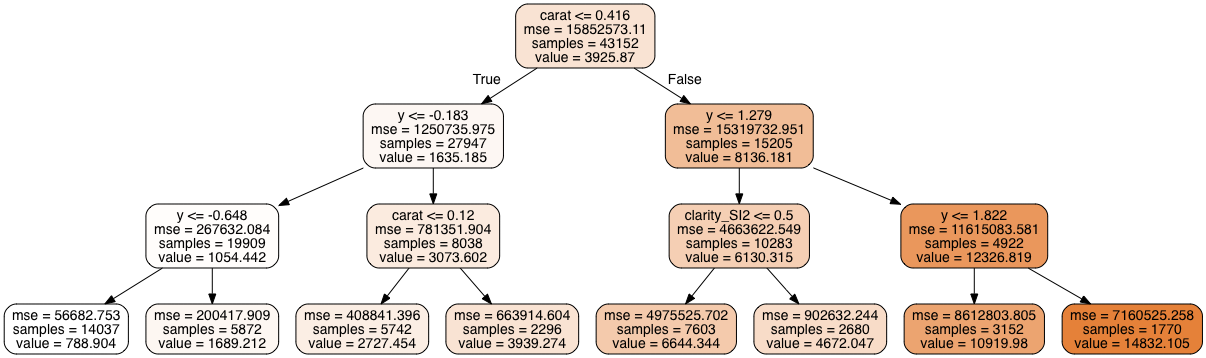 carat <= 0.416
mse = 15852573.11
samples = 43152
value = 3925.87
True
False
y <= -0.183
mse = 1250735.975
samples = 27947
value = 1635.185
y <= 1.279
mse = 15319732.951
samples = 15205
value = 8136.181
y <= -0.648
mse = 267632.084
samples = 19909
value = 1054.442
carat <= 0.12
mse = 781351.904
samples = 8038
value = 3073.602
clarity_SI2 <= 0.5
mse = 4663622.549
samples = 10283
value = 6130.315
y <= 1.822
mse = 11615083.581
samples = 4922
value = 12326.819
mse = 56682.753
samples = 14037
value = 788.904
mse = 200417.909
samples = 5872
value = 1689.212
mse = 408841.396
samples = 5742
value = 2727.454
mse = 663914.604
samples = 2296
value = 3939.274
mse = 4975525.702
samples = 7603
value = 6644.344
mse = 902632.244
samples = 2680
value = 4672.047
mse = 8612803.805
samples = 3152
value = 10919.98
mse = 7160525.258
samples = 1770
value = 14832.105